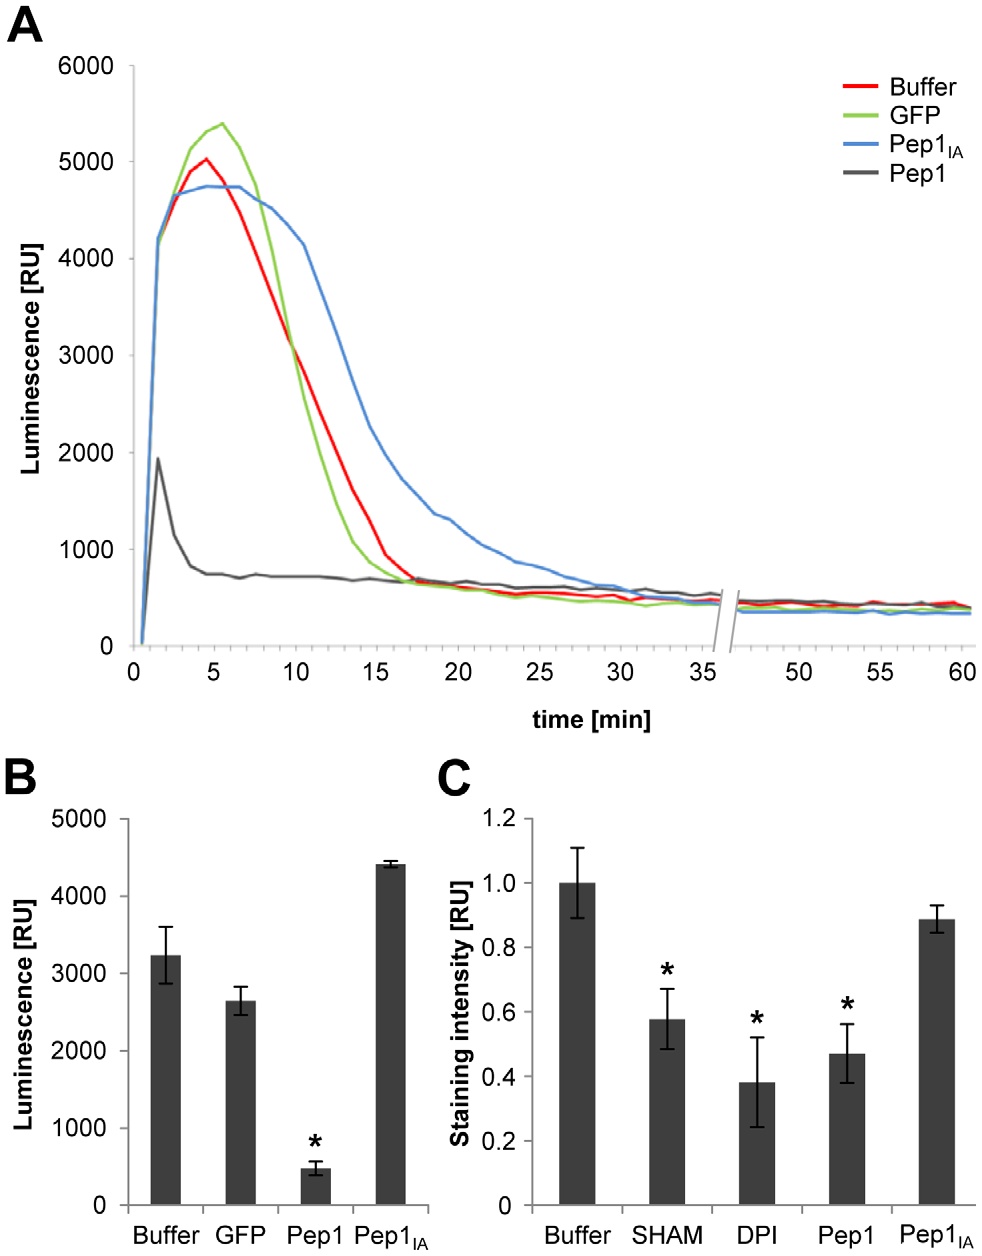 A
6000
5000
4000
3000
2000
1000
0
Luminescence [RU]
Buffer
GFP
Pep1IA
Pep1
0 5 10 15 20 25 30 35 50 55 60
time [min]
B
5000
4000
3000
2000
1000
0
Luminescence [RU]
*
Buffer GFP Pep1 Pep1IA
C
1.2
1.0
0.8
0.6
0.4
0.2
0
Staining intensity [RU]
* * *
Buffer SHAM DPI Pep1 Pep1IA